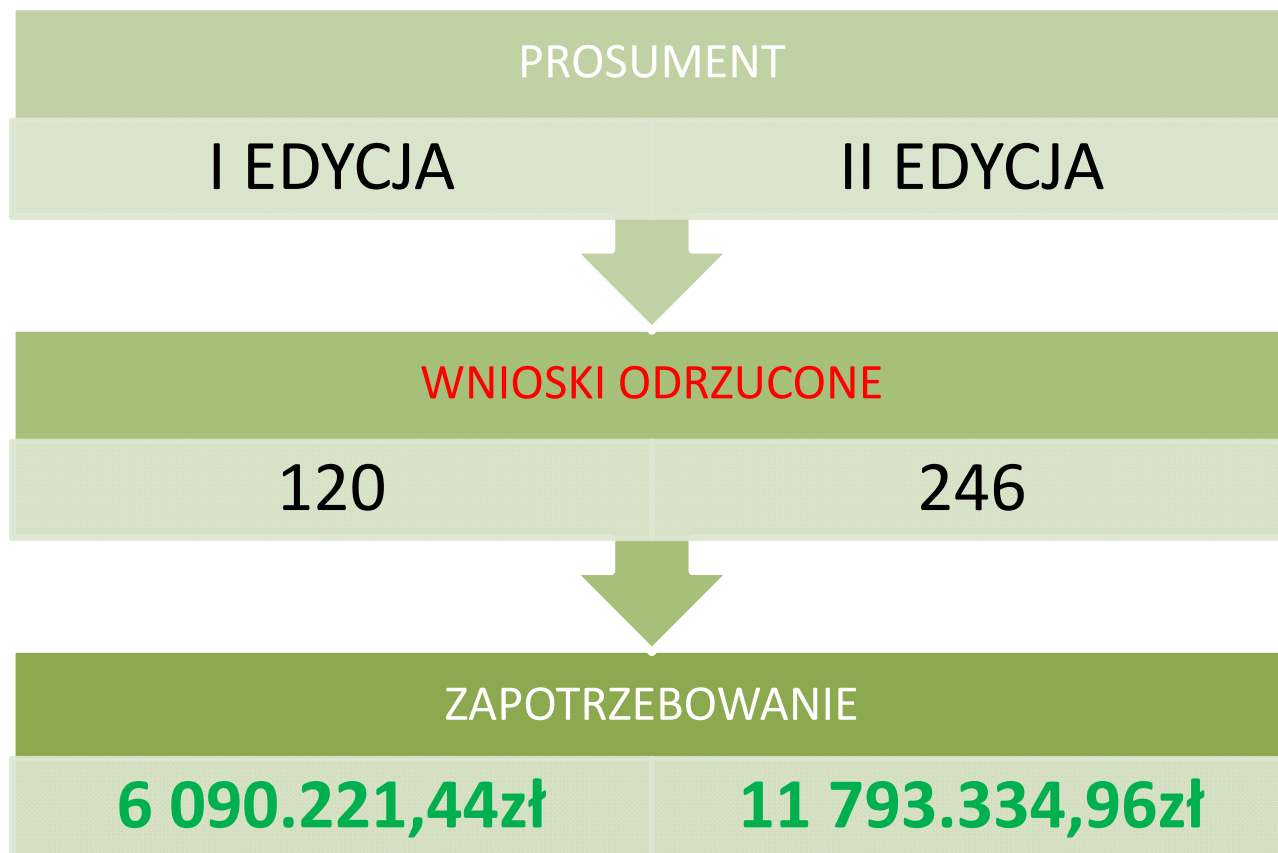 PROSUMENT
I EDYCJA II EDYCJA
WNIOSKI ODRZUCONE
120 246
ZAPOTRZEBOWANIE
6 090.221,44zł 11 793.334,96zł